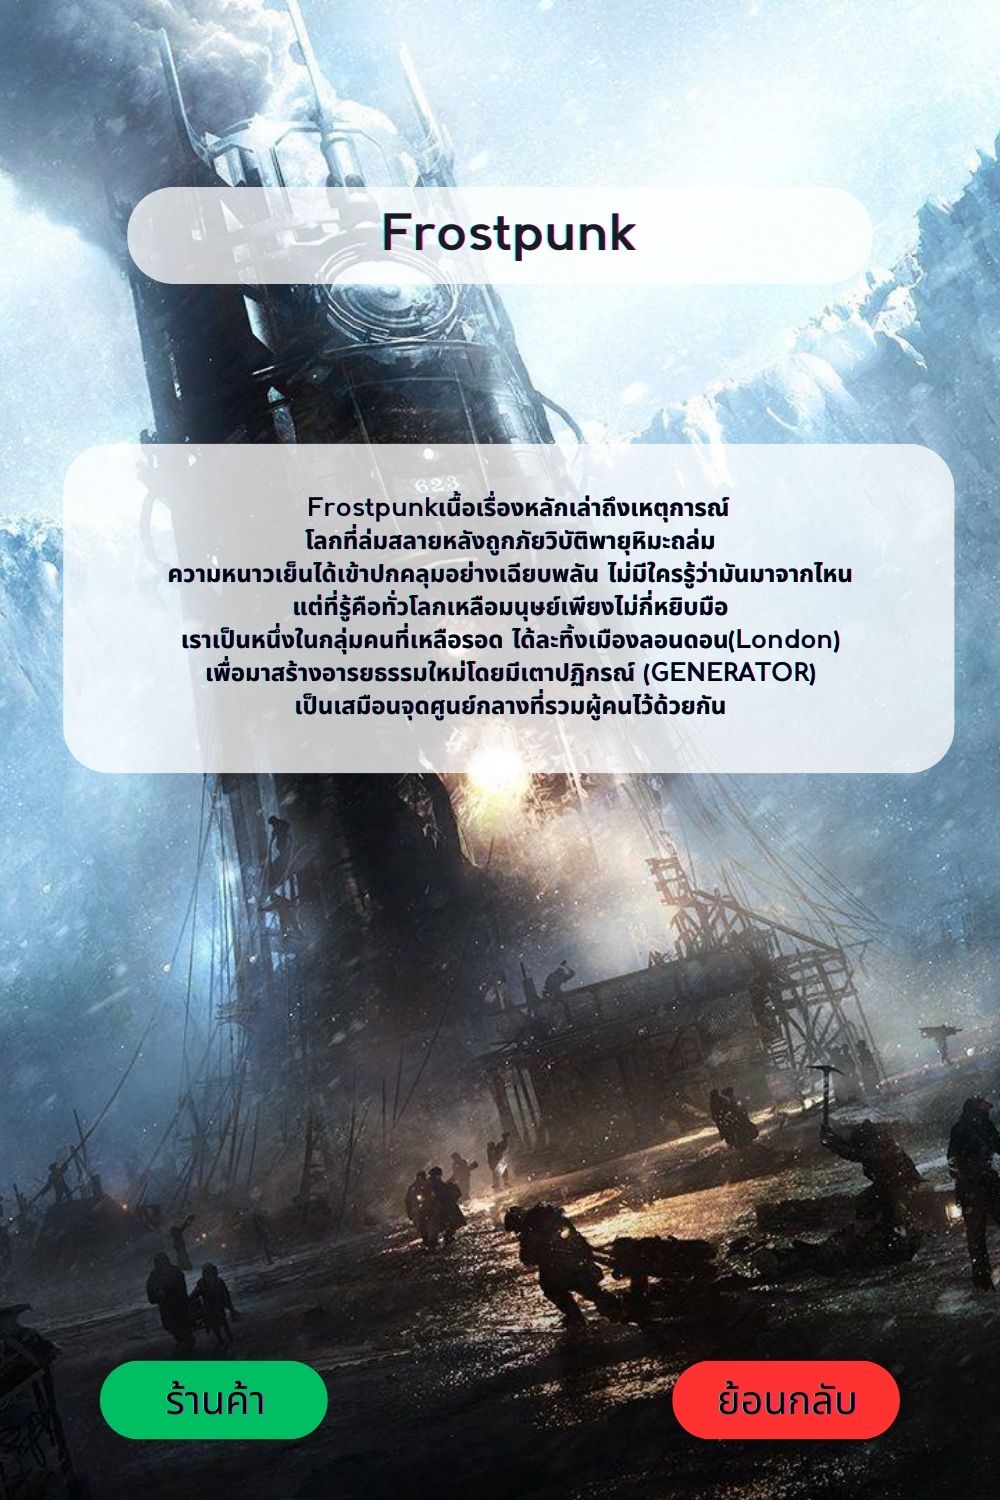 Frostpunk
623
Frostpunkเนื้อเรื่องหลักเล่าถึงเหตุการณ์
โลกที่ล่มสลายหลังถูกภัยวิบัติพายุหิมะถล่ม
ความหนาวเย็นได้เข้าปกคลุมอย่างเฉียบพลัน ไม่มีใครรู้ว่ามันมาจากไหน
แต่ที่รู้คือทั่วโลกเหลือมนุษย์เพียงไม่กี่หยิบมือ
เราเป็นหนึ่งในกลุ่มคนที่เหลือรอด ได้ละทิ้งเมืองลอนดอน(London)
เพื่อมาสร้างอารยธรรมใหม่โดยมีเตาปฏิกรณ์ (GENERATOR)
เป็นเสมือนจุดศูนย์กลางที่รวมผู้คนไว้ด้วยกัน
ร้านค้า
ย้อนกลับ